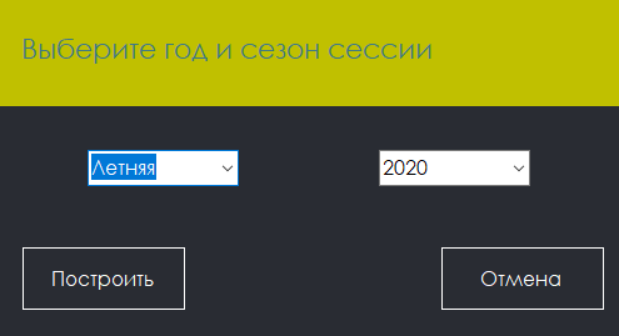 Выберите год и сезон сессии
Летняя 2020
Построить Отмена